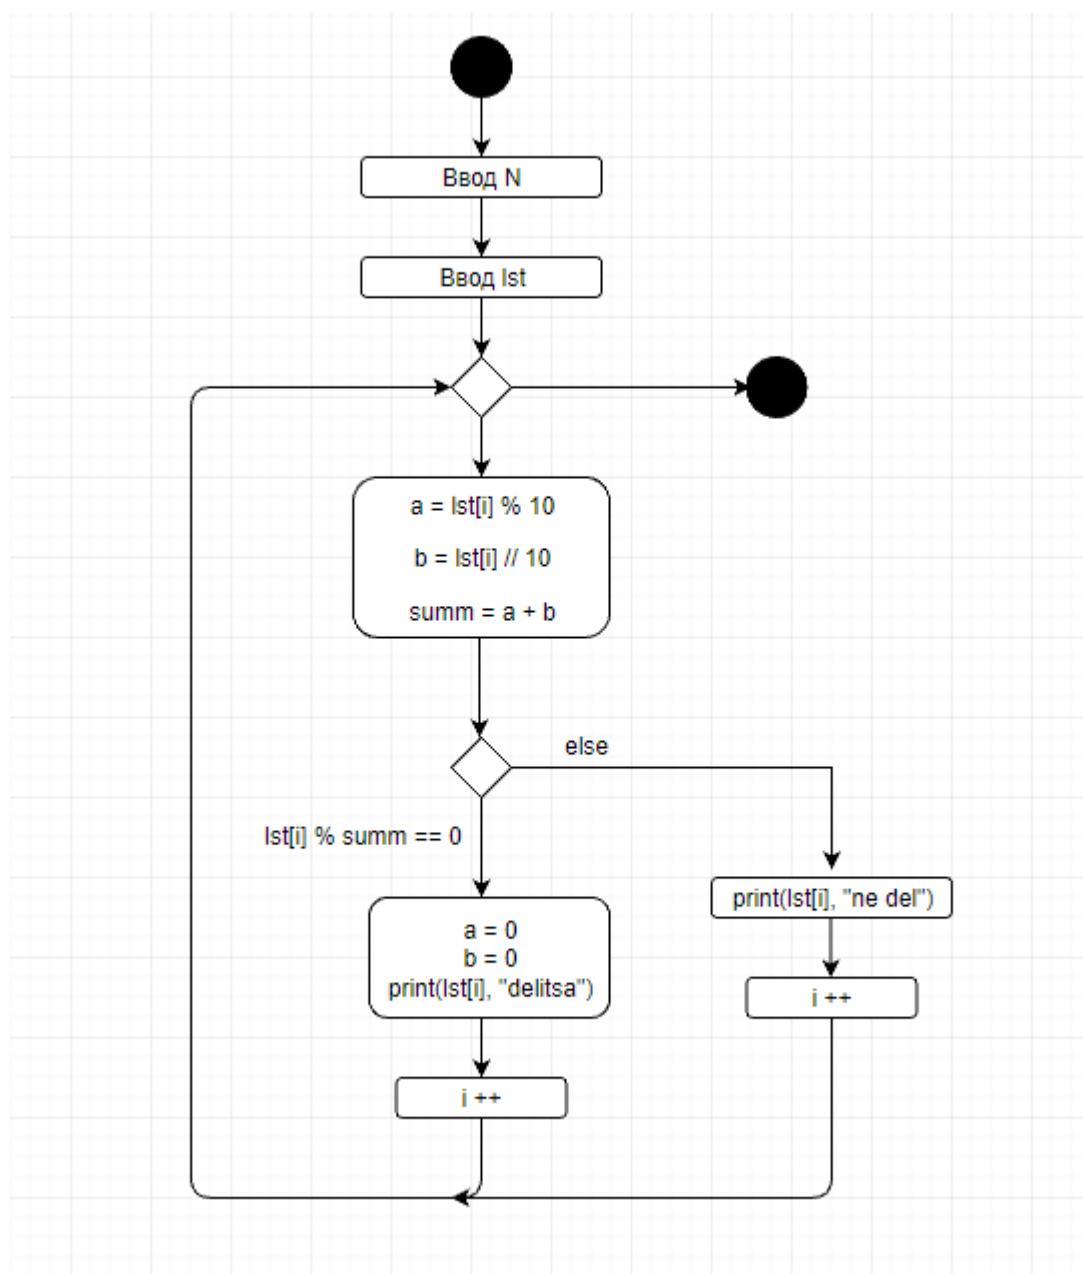 Ввод N
Ввод lst
a = lst[i] % 10
b = lst[i] // 10
summ = a + b
else
lst[i] % summ == 0
print(lst[i], "ne del")
a = 0
b = 0
print(lst[i], "delitsa")
i ++
i ++